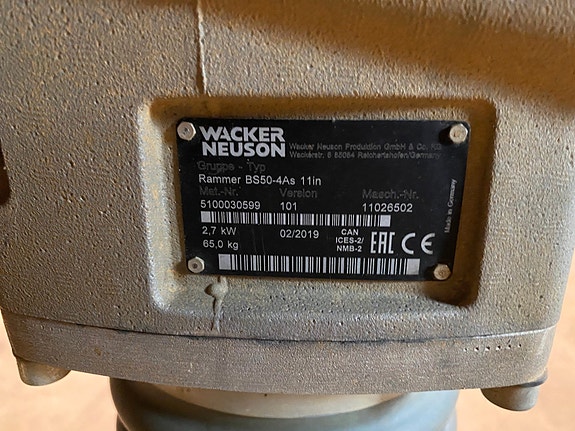 WACKER
NEUSON
Wacker Neuson Produktion GmbH & Co. KG
Wackerstr. 6 85084 Reichertshofen/Germany
Gruppe - Typ
Rammer BS50-4As 11in
Mat.-Nr. Version Masch.-Nr.
5100030599 101 11026502
2,7 kW 02/2019 CAN
ICES-2/
NMB-2
65,0 kg
EAC CE
Made in Germany